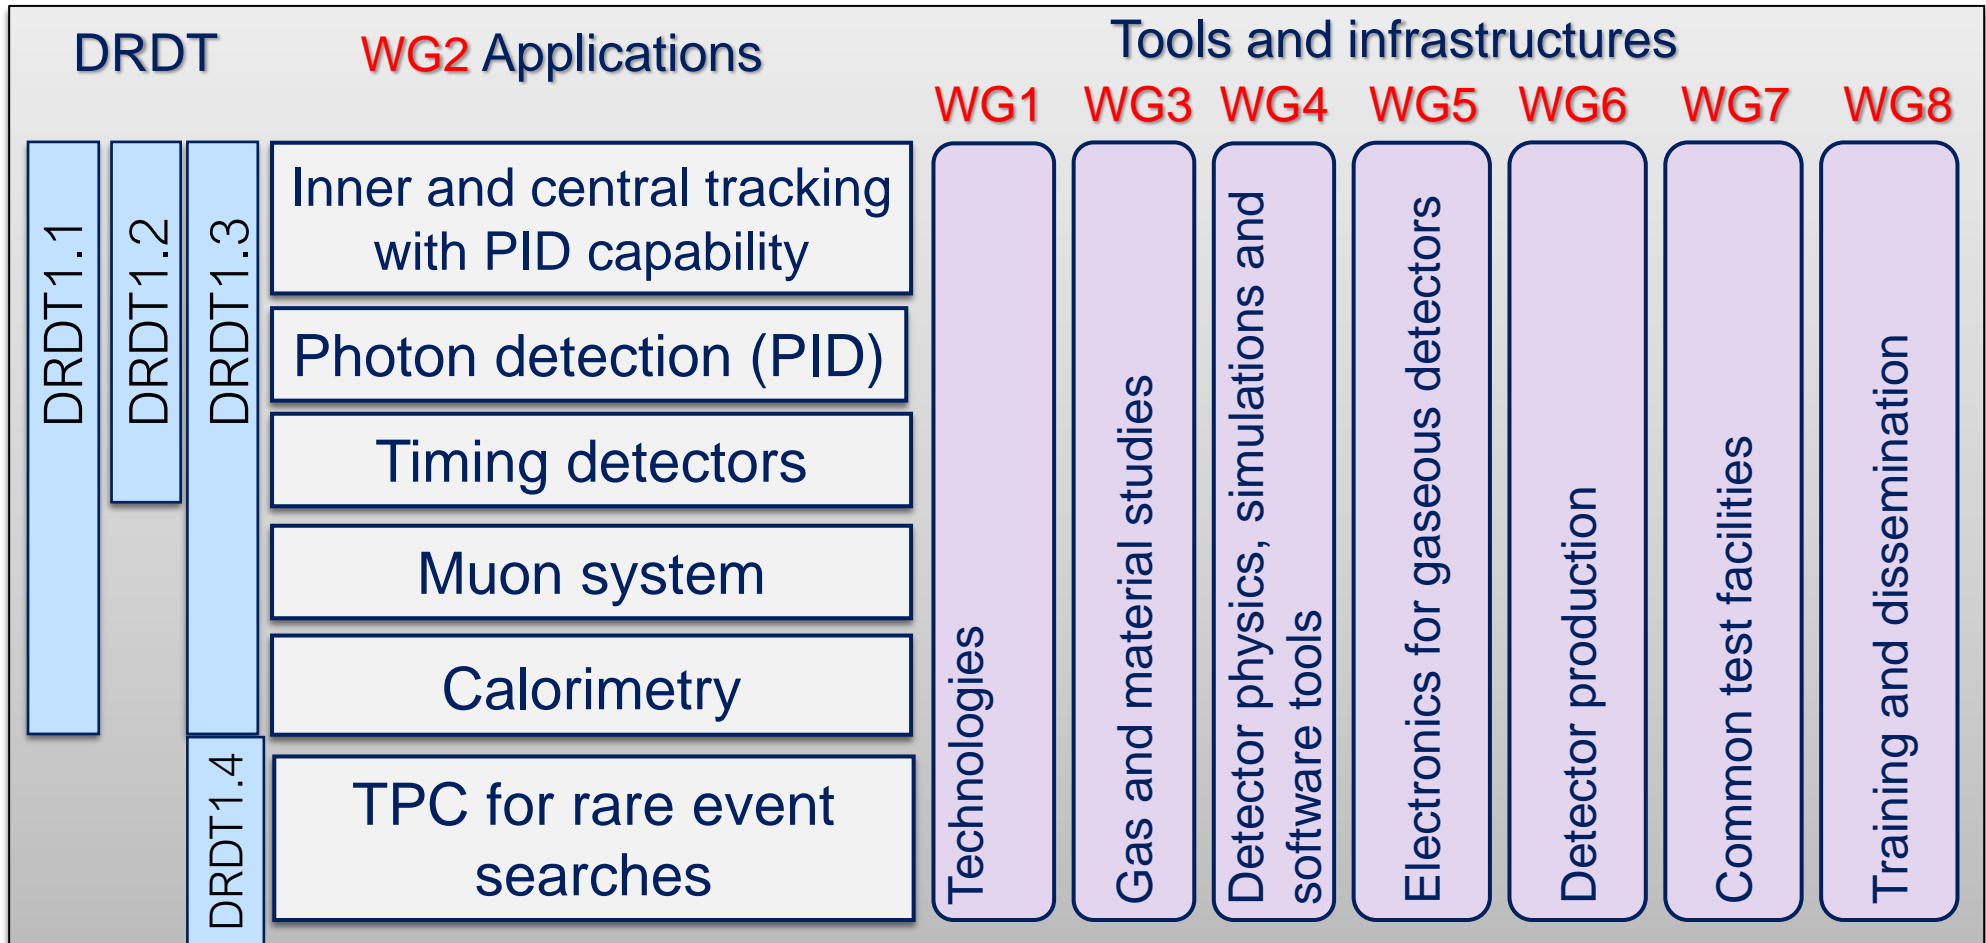 DRDT
WG2 Applications
Tools and infrastructures
WG1
WG3
WG4
WG5
WG6
WG7
WG8
DRDT1.1
DRDT1.2
DRDT1.3
DRDT1.4
Inner and central tracking
with PID capability
Photon detection (PID)
Timing detectors
Muon system
Calorimetry
TPC for rare event
searches
Technologies
Gas and material studies
Detector physics, simulations and
software tools
Electronics for gaseous detectors
Detector production
Common test facilities
Training and dissemination